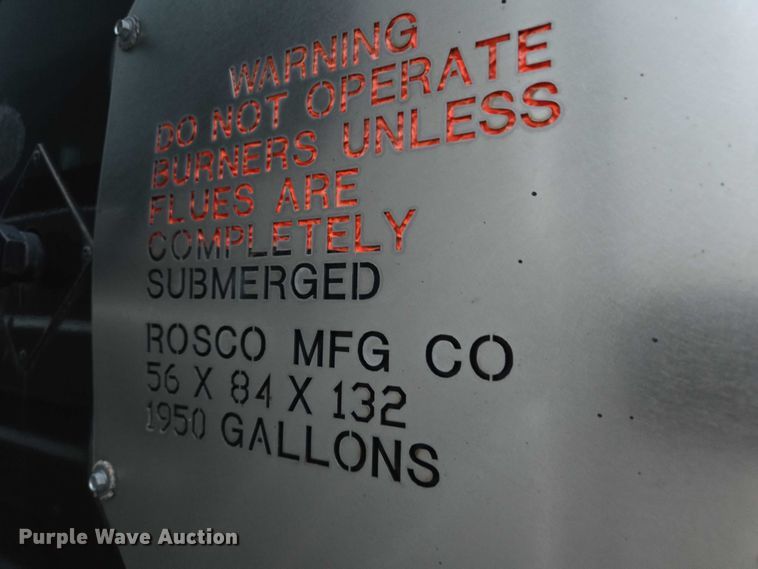 WARNING
DO NOT OPERATE
BURNERS UNLESS
FLUES ARE
COMPLETELY
SUBMERGED
ROSCO MFG CO
56 X 84 X 132
1950 GALLONS
Purple Wave Auction